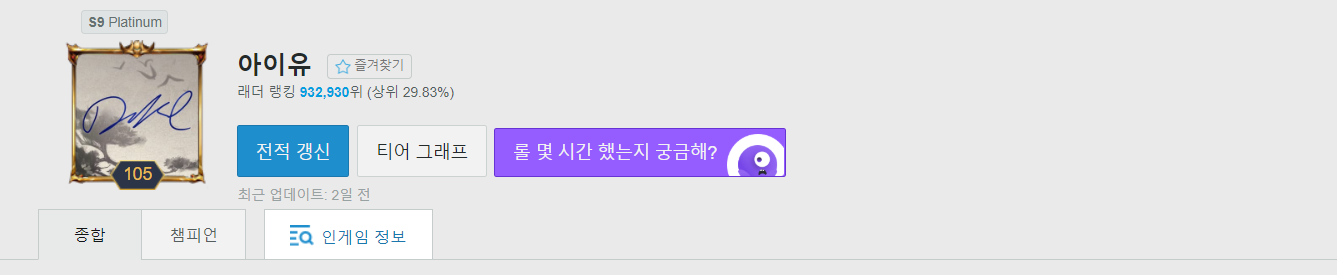 S9 Platinum
아이유
즐겨찾기
래더 랭킹 932,930위 (상위 29.83%)
105
전적 갱신
티어 그래프
롤 몇 시간 했는지 궁금해?
최근 업데이트: 2일 전
종합
챔피언
인게임 정보